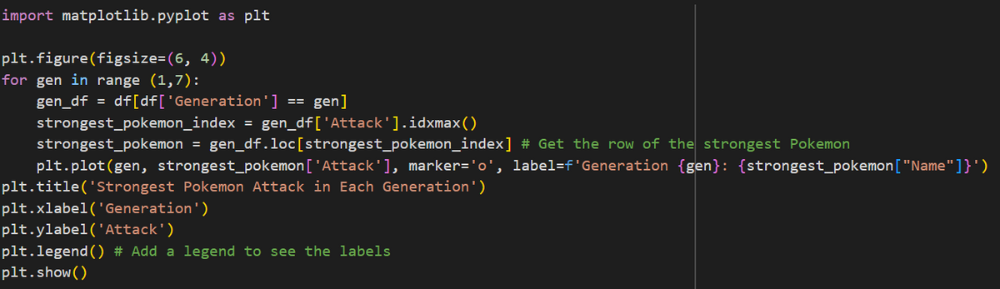 import matplotlib.pyplot as plt

plt.figure(figsize=(6, 4))
for gen in range (1,7):
    gen_df = df[df['Generation'] == gen]
    strongest_pokemon_index = gen_df['Attack'].idxmax()
    strongest_pokemon = gen_df.loc[strongest_pokemon_index] # Get the row of the strongest Pokemon
    plt.plot(gen, strongest_pokemon['Attack'], marker='o', label=f'Generation {gen}: {strongest_pokemon["Name"]}')
plt.title('Strongest Pokemon Attack in Each Generation')
plt.xlabel('Generation')
plt.ylabel('Attack')
plt.legend() # Add a legend to see the labels
plt.show()